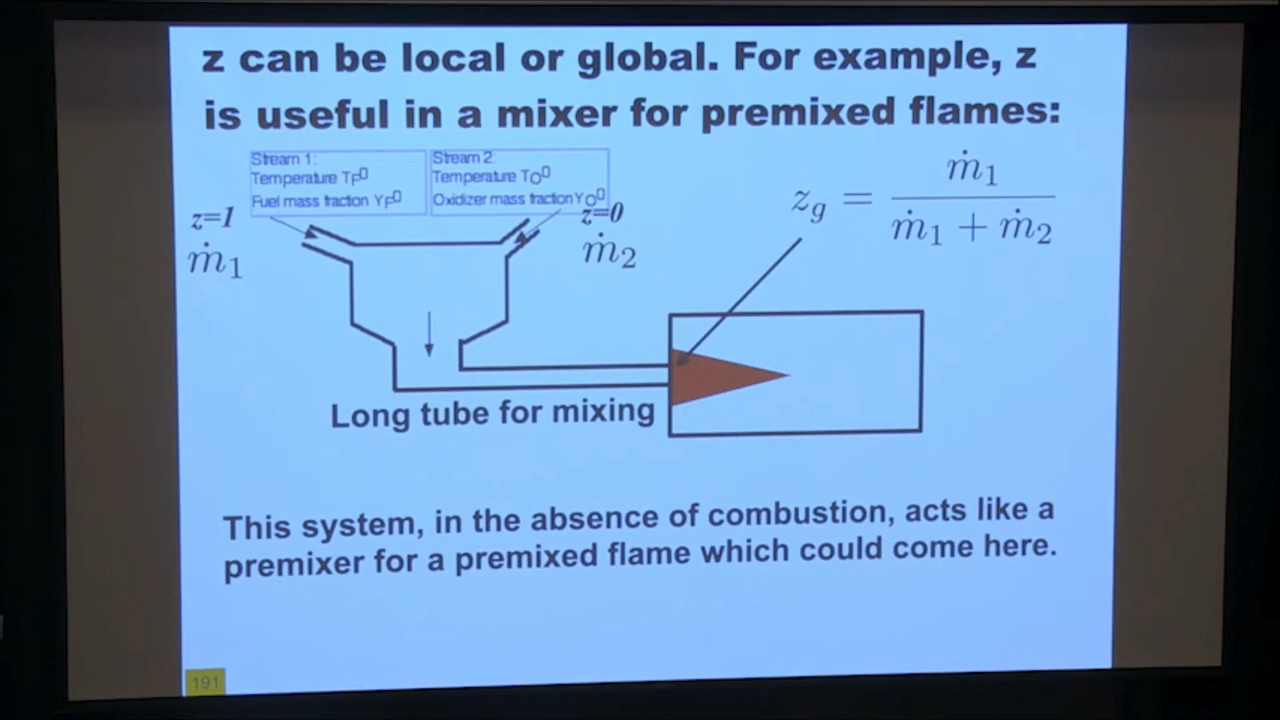 z can be local or global. For example, z
is useful in a mixer for premixed flames:
Stream 1:
Temperature TF0
Fuel mass fraction YF0
Stream 2:
Temperature TO0
Oxidizer mass fraction YO0
z=1
ṁ1
z=0
ṁ2
zg = ṁ1 / (ṁ1 + ṁ2)
Long tube for mixing
This system, in the absence of combustion, acts like a
premixer for a premixed flame which could come here.
191